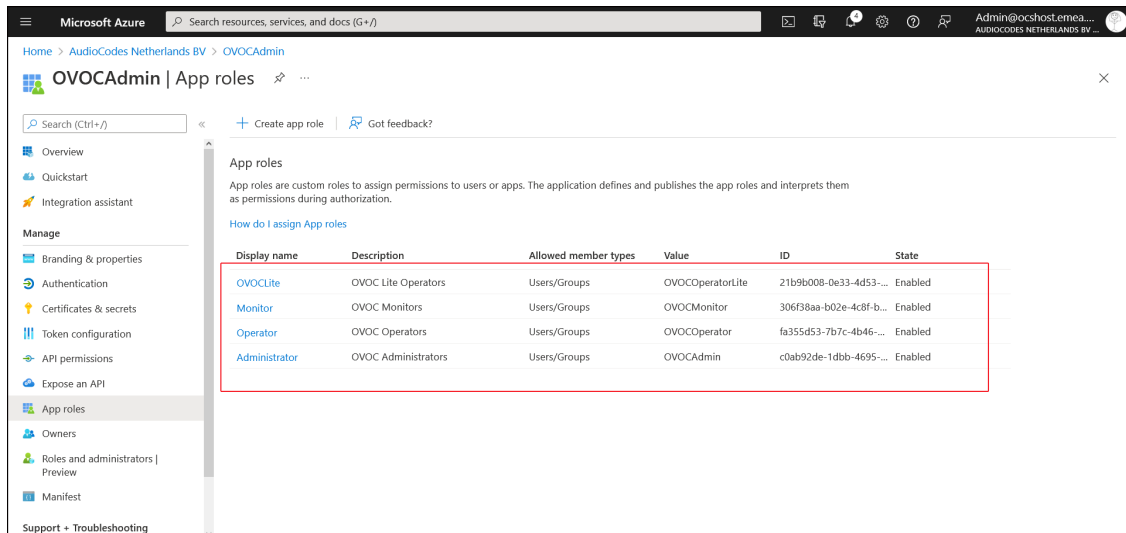 Microsoft Azure
Search resources, services, and docs (G+/)
4
Admin@ocshost.emea....
AUDIOCODES NETHERLANDS BV ...
Home > AudioCodes Netherlands BV > OVOCAdmin
OVOCAdmin | App roles
Search (Ctrl+/)
Create app role
Got feedback?
Overview
Quickstart
Integration assistant
Manage
Branding & properties
Authentication
Certificates & secrets
Token configuration
API permissions
Expose an API
App roles
Owners
Roles and administrators |
Preview
Manifest
Support + Troubleshooting
App roles
App roles are custom roles to assign permissions to users or apps. The application defines and publishes the app roles and interprets them
as permissions during authorization.
How do I assign App roles
Display name Description Allowed member types Value ID State
OVOCLite OVOC Lite Operators Users/Groups OVOCOperatorLite 21b9b008-0e33-4d53-... Enabled
Monitor OVOC Monitors Users/Groups OVOCMonitor 306f38aa-b02e-4c8f-b... Enabled
Operator OVOC Operators Users/Groups OVOCOperator fa355d53-7b7c-4b46-... Enabled
Administrator OVOC Administrators Users/Groups OVOCAdmin c0ab92de-1dbb-4695-... Enabled